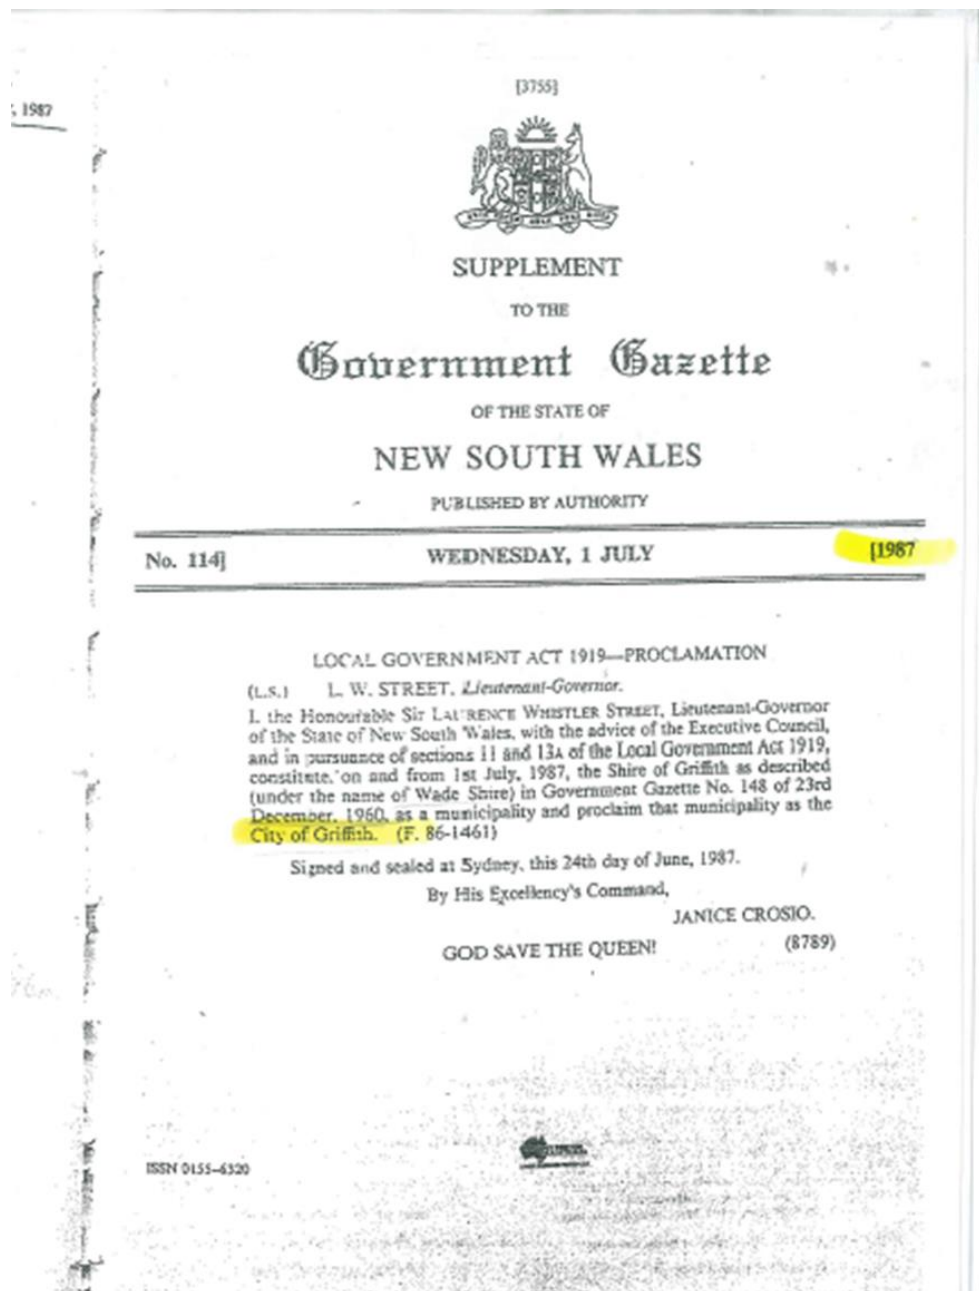 [3755]
, 1987
SUPPLEMENT
TO THE
Government Gazette
OF THE STATE OF
NEW SOUTH WALES
PUBLISHED BY AUTHORITY
No. 114]
WEDNESDAY, 1 JULY
[1987
LOCAL GOVERNMENT ACT 1919—PROCLAMATION
(L.S.) L. W. STREET, Lieutenant-Governor.
I, the Honourable Sir LAURENCE WHISTLER STREET, Lieutenant-Governor
of the State of New South Wales, with the advice of the Executive Council,
and in pursuance of sections 11 and 13A of the Local Government Act 1919,
constitute, on and from 1st July, 1987, the Shire of Griffith as described
(under the name of Wade Shire) in Government Gazette No. 148 of 23rd
December, 1960, as a municipality and proclaim that municipality as the
City of Griffith. (F. 86-1461)
Signed and sealed at Sydney, this 24th day of June, 1987.
By His Excellency's Command,
JANICE CROSIO.
GOD SAVE THE QUEEN!
(8789)
ISSN 0155–6320